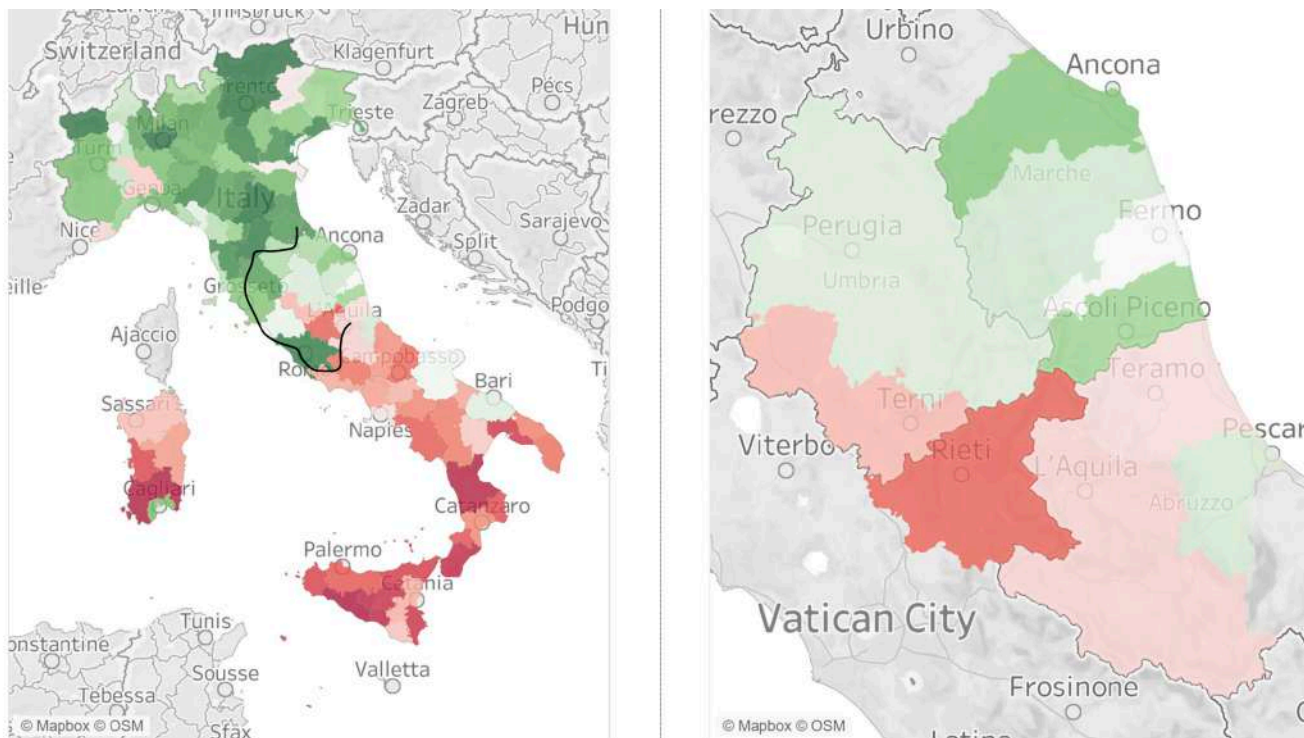 Innsbruck
Hun
Switzerland
Klagenfurt
Trento
Pécs
Zagreb
Milan
Trieste
Turin
Genoa
Italy
Zadar
Sarajevo
Nice
Ancona
Split
eille
Grosseto
L'Aquila
Podgo
Ajaccio
Rom
Campobasso
Ti
Bari
Sassari
Naples
Cagliari
Catanzaro
Palermo
Catania
Tunis
onstantine
Valletta
Sousse
Tebessa
Sfax
© Mapbox © OSM
Urbino
Ancona
rezzo
Marche
Perugia
Fermo
Umbria
Ascoli Piceno
Teramo
Terni
Viterbo
Rieti
Pescar
L'Aquila
Abruzzo
Vatican City
Frosinone
Latina
© Mapbox © OSM